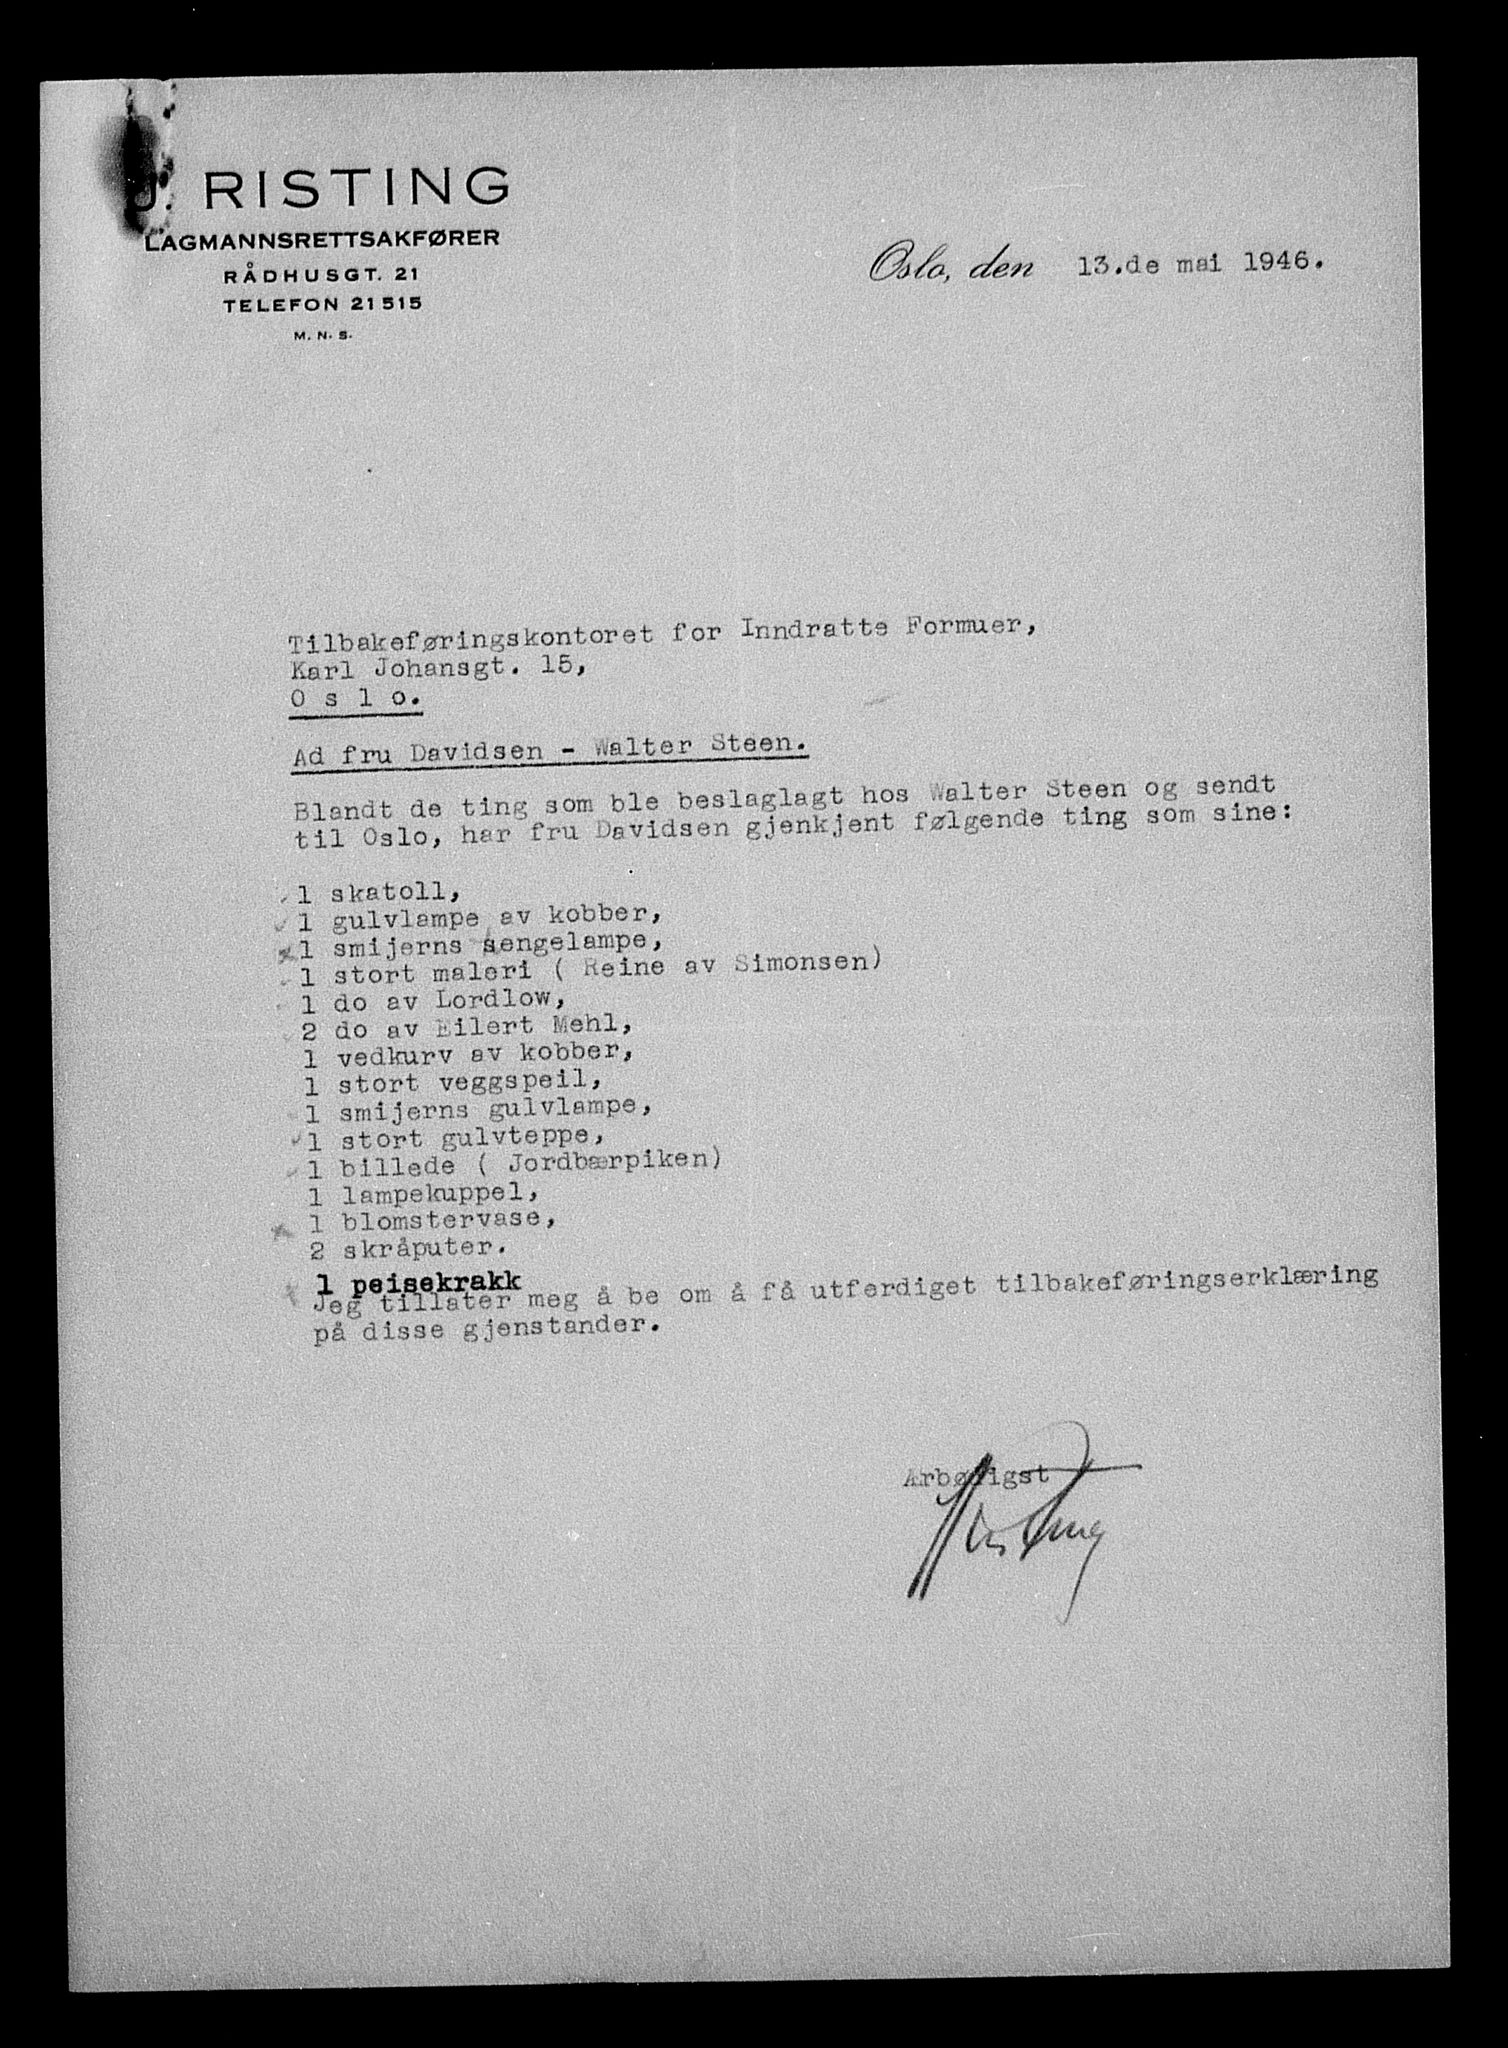 J. RISTING
LAGMANNSRETTSAKFØRER
RÅDHUSGT. 21
TELEFON 21515
M. N. S.
Oslo, den 13.de mai 1946.
Tilbakeføringskontoret for Inndratte Formuer,
Karl Johansgt. 15,
O s l o.
Ad fru Davidsen - Walter Steen.
Blandt de ting som ble beslaglagt hos Walter Steen og sendt
til Oslo, har fru Davidsen gjenkjent følgende ting som sine:
1 skatoll,
1 gulvlampe av kobber,
1 smijerns sengelampe,
1 stort maleri ( Reine av Simonsen)
1 do av Lordlow,
2 do av Eilert Mehl,
1 vedkurv av kobber,
1 stort veggspeil,
1 smijerns gulvlampe,
1 stort gulvteppe,
1 billede ( Jordbærpiken)
1 lampekuppel,
1 blomstervase,
2 skråputer.
1 peisekrakk
Jeg tillater meg å be om å få utferdiget tilbakeføringserklæring
på disse gjenstander.
Ærbødigst
Risting